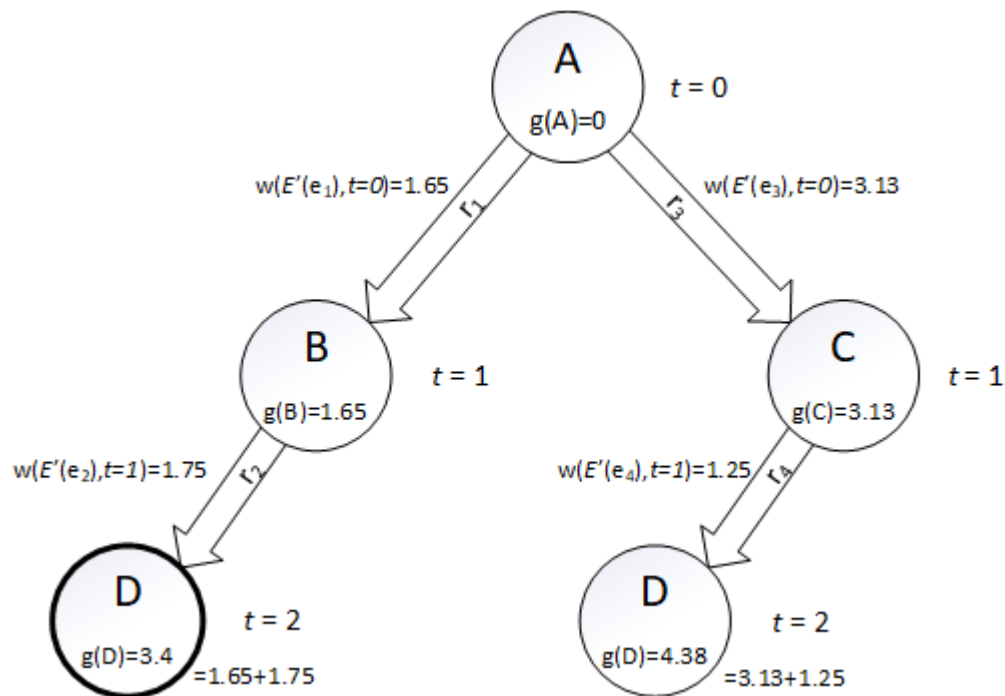 A
t = 0
g(A)=0
w(E'(e₁),t=0)=1.65
r₁
r₃
w(E'(e₃),t=0)=3.13
B
t = 1
g(B)=1.65
C
t = 1
g(C)=3.13
w(E'(e₂),t=1)=1.75
r₂
w(E'(e₄),t=1)=1.25
r₄
D
t = 2
g(D)=3.4
=1.65+1.75
D
t = 2
g(D)=4.38
=3.13+1.25